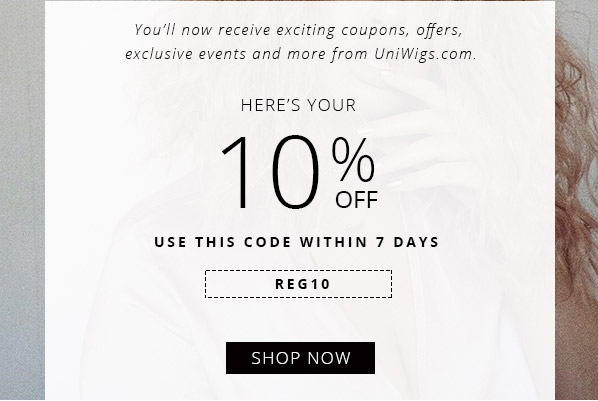 You'll now receive exciting coupons, offers,
exclusive events and more from UniWigs.com.
HERE'S YOUR
10%
OFF
USE THIS CODE WITHIN 7 DAYS
REG10
SHOP NOW